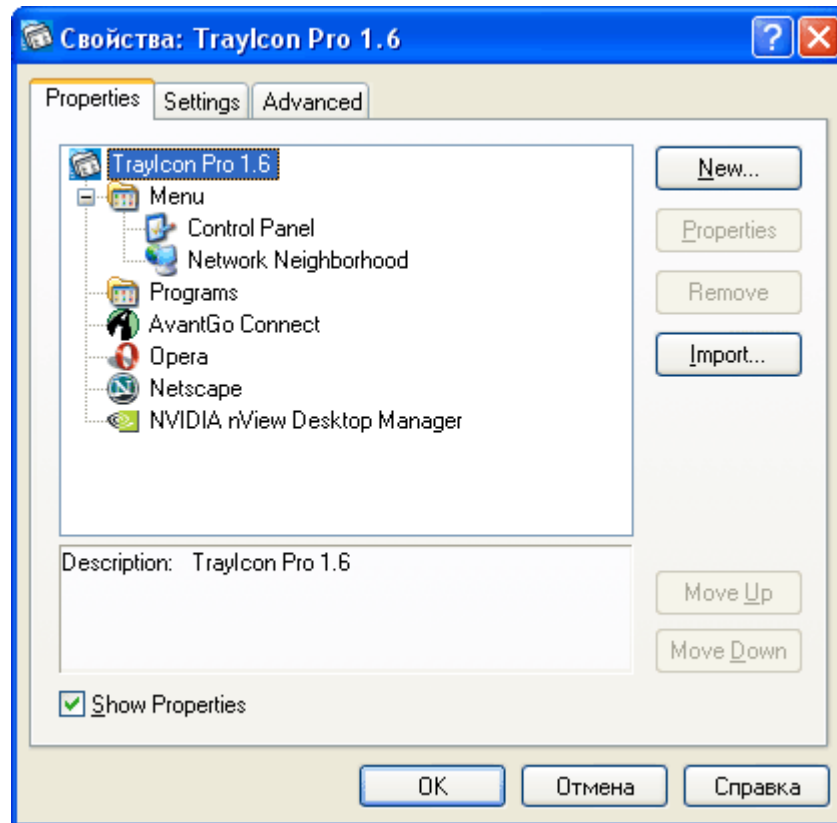 Свойства: TrayIcon Pro 1.6
Properties Settings Advanced
TrayIcon Pro 1.6
Menu
Control Panel
Network Neighborhood
Programs
AvantGo Connect
Opera
Netscape
NVIDIA nView Desktop Manager
New...
Properties
Remove
Import...
Description: TrayIcon Pro 1.6
Move Up
Move Down
Show Properties
OK Отмена Справка